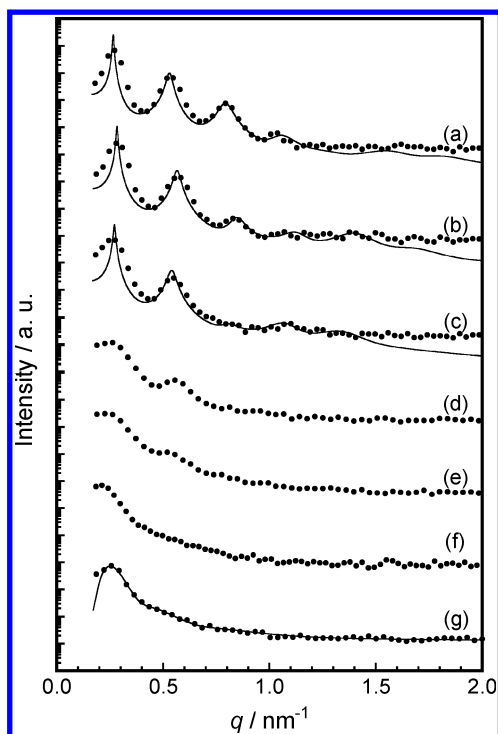 Intensity / a. u.
(a)
(b)
(c)
(d)
(e)
(f)
(g)
0.0 0.5 1.0 1.5 2.0
q / nm⁻¹